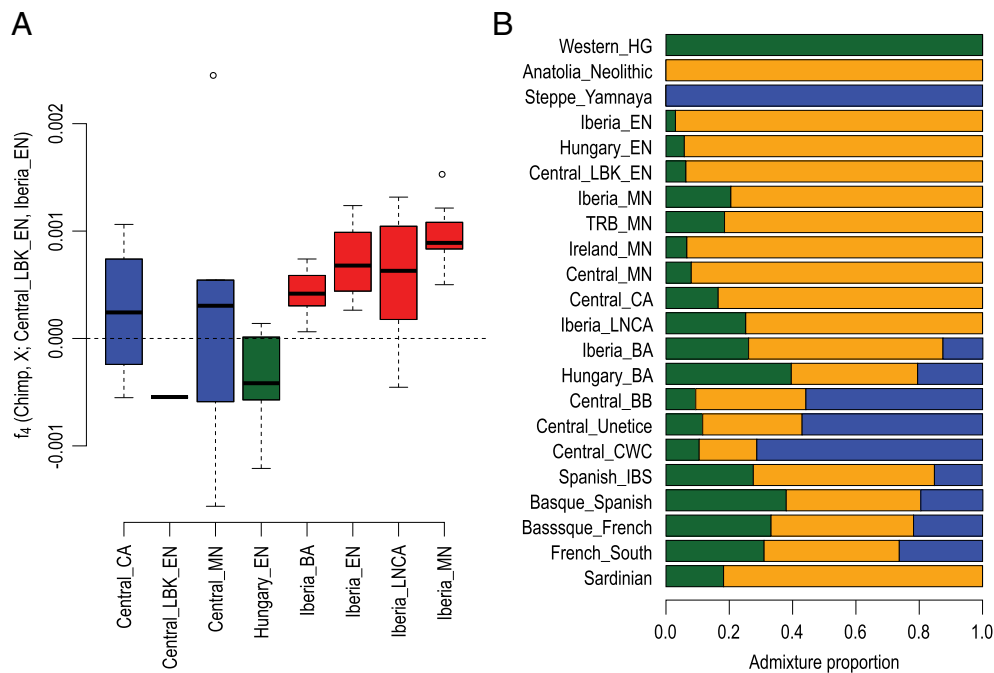 A
f4 (Chimp, X; Central_LBK_EN, Iberia_EN)
0.002
0.001
0.000
-0.001
Central_CA
Central_LBK_EN
Central_MN
Hungary_EN
Iberia_BA
Iberia_EN
Iberia_LNCA
Iberia_MN
B
Western_HG
Anatolia_Neolithic
Steppe_Yamnaya
Iberia_EN
Hungary_EN
Central_LBK_EN
Iberia_MN
TRB_MN
Ireland_MN
Central_MN
Central_CA
Iberia_LNCA
Iberia_BA
Hungary_BA
Central_BB
Central_Unetice
Central_CWC
Spanish_IBS
Basque_Spanish
Basssque_French
French_South
Sardinian
0.0 0.2 0.4 0.6 0.8 1.0
Admixture proportion